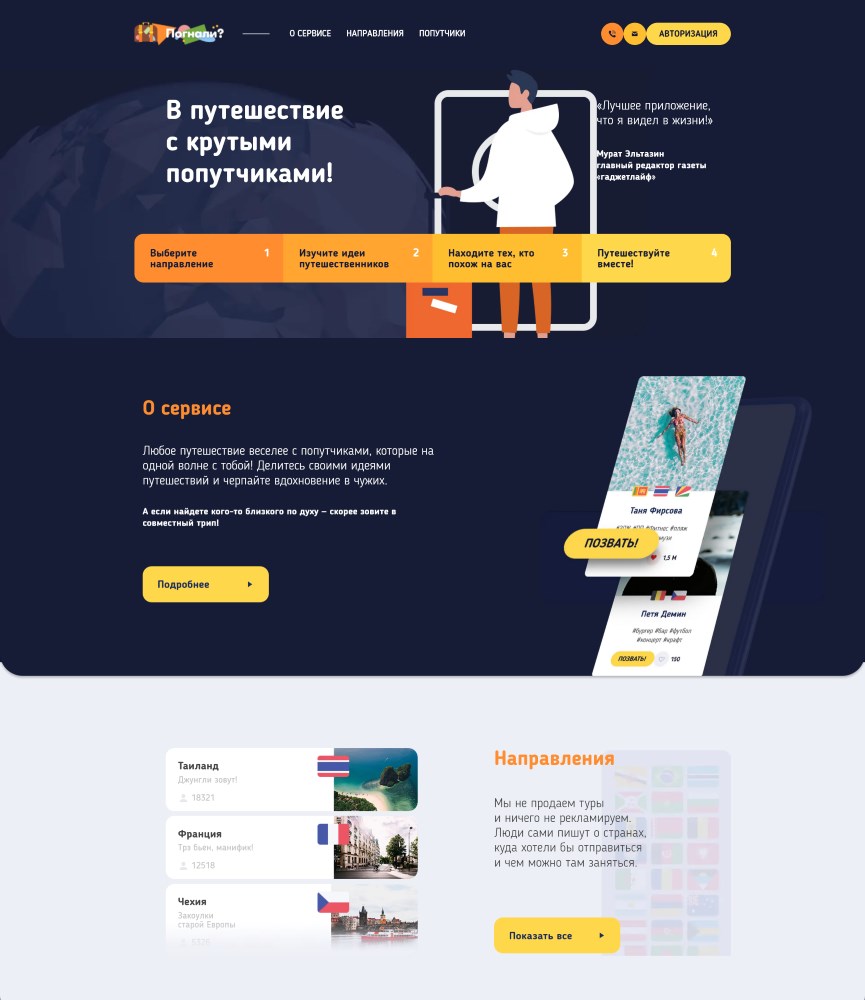 Погнали?
О СЕРВИСЕ
НАПРАВЛЕНИЯ
ПОПУТЧИКИ
АВТОРИЗАЦИЯ
В путешествие
с крутыми
попутчиками!
«Лучшее приложение,
что я видел в жизни!»
Мурат Эльтазин
главный редактор газеты
«гаджетлайф»
Выберите
направление
1
Изучите идеи
путешественников
2
Находите тех, кто
похож на вас
3
Путешествуйте
вместе!
4
О сервисе
Любое путешествие веселее с попутчиками, которые на
одной волне с тобой! Делитесь своими идеями
путешествий и черпайте вдохновение в чужих.
А если найдете кого-то близкого по духу — скорее зовите в
совместный трип!
Подробнее
Таня Фирсова
#ЗОЖ #ПП #Фитнес #пляж
ПОЗВАТЬ!
1.5 M
Петя Демин
#бургер #бар #футбол
#концерт #крафт
ПОЗВАТЬ!
150
Таиланд
Джунгли зовут!
18321
Франция
Трэ бьен, манифик!
12518
Чехия
Закоулки
старой Европы
Направления
Мы не продаем туры
и ничего не рекламируем.
Люди сами пишут о странах,
куда хотели бы отправиться
и чем можно там заняться.
Показать все